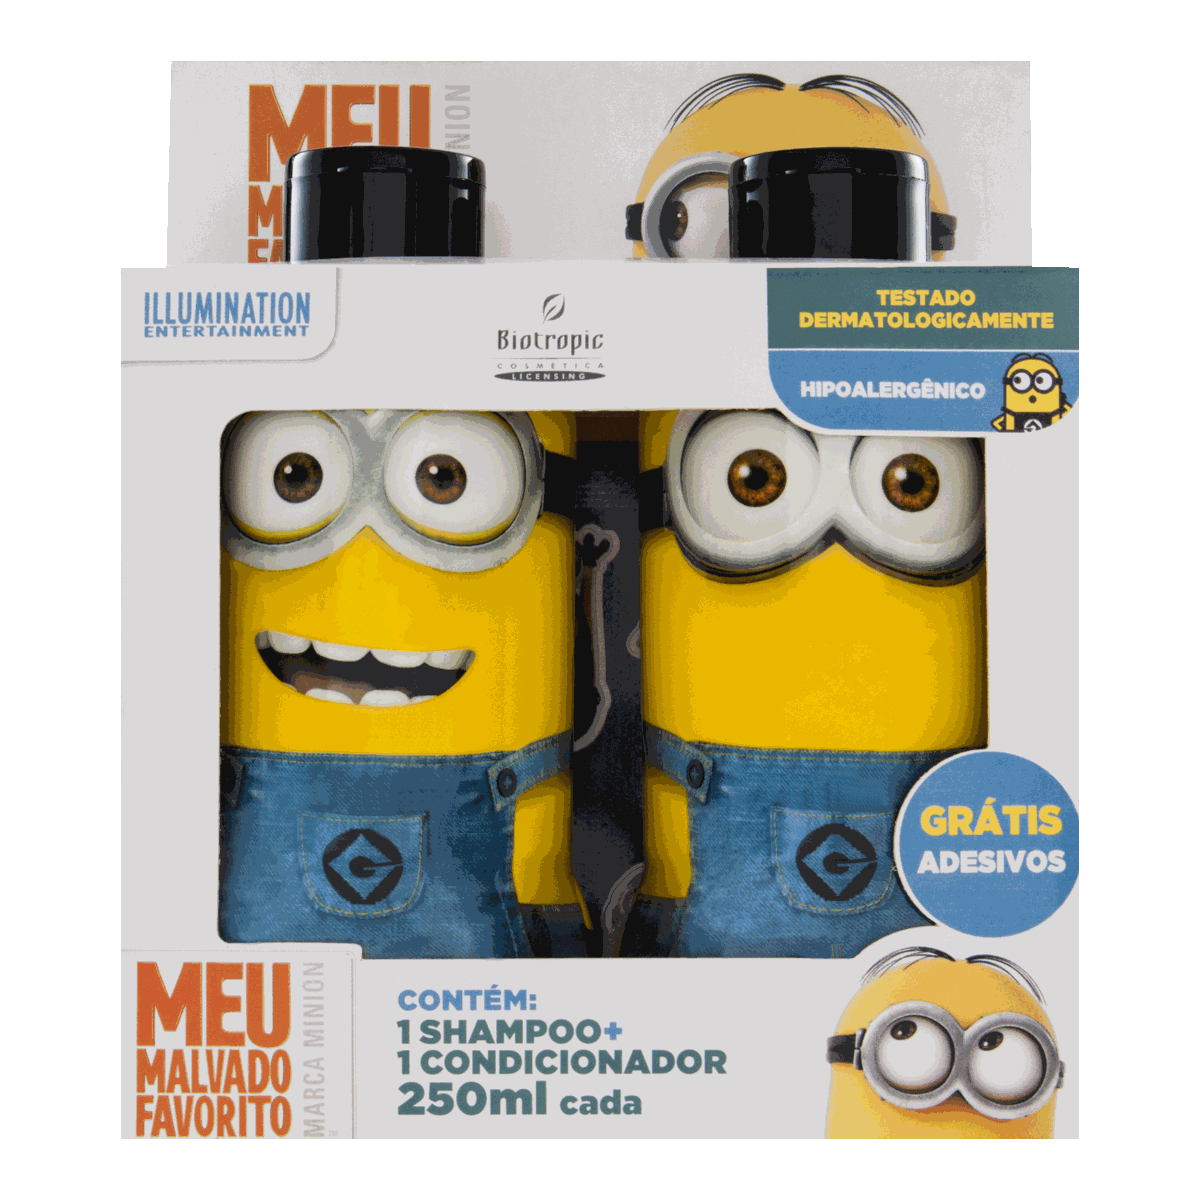 MEU
NION
ILLUMINATION
ENTERTAINMENT
Biotropic
COSMÉTICA
LICENSING
TESTADO
DERMATOLOGICAMENTE
HIPOALERGÊNICO
GRÁTIS
ADESIVOS
MEU
MALVADO
FAVORITO
MARCA MINION
CONTÉM:
1 SHAMPOO+
1 CONDICIONADOR
250ml cada